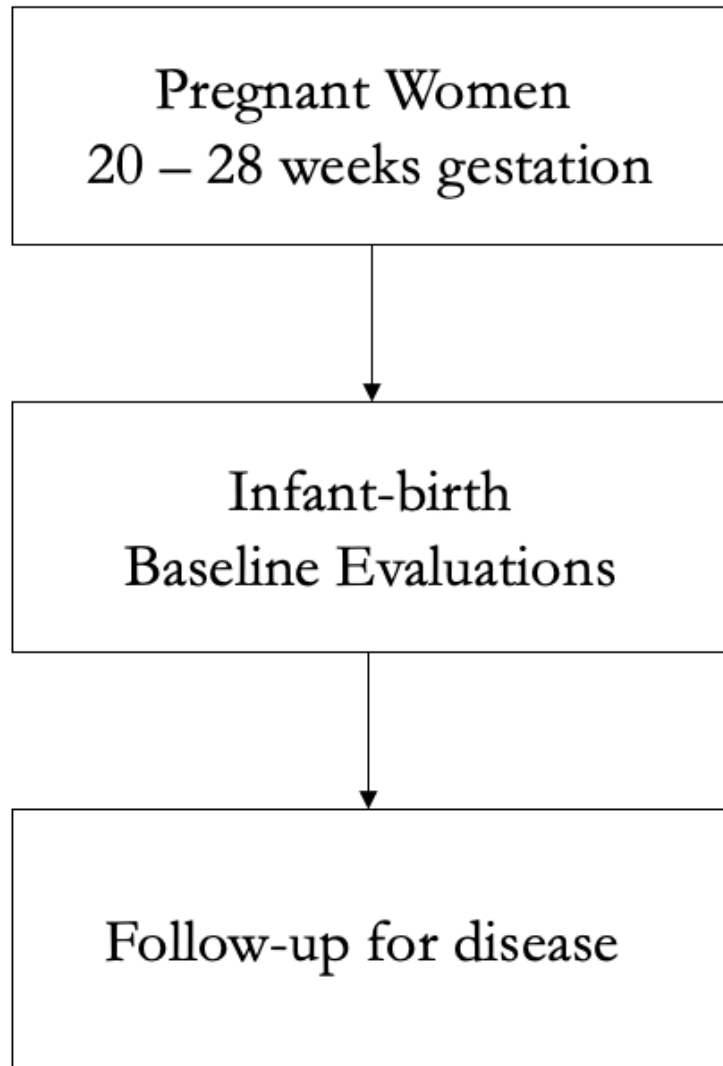 Pregnant Women
20 – 28 weeks gestation
Infant-birth
Baseline Evaluations
Follow-up for disease